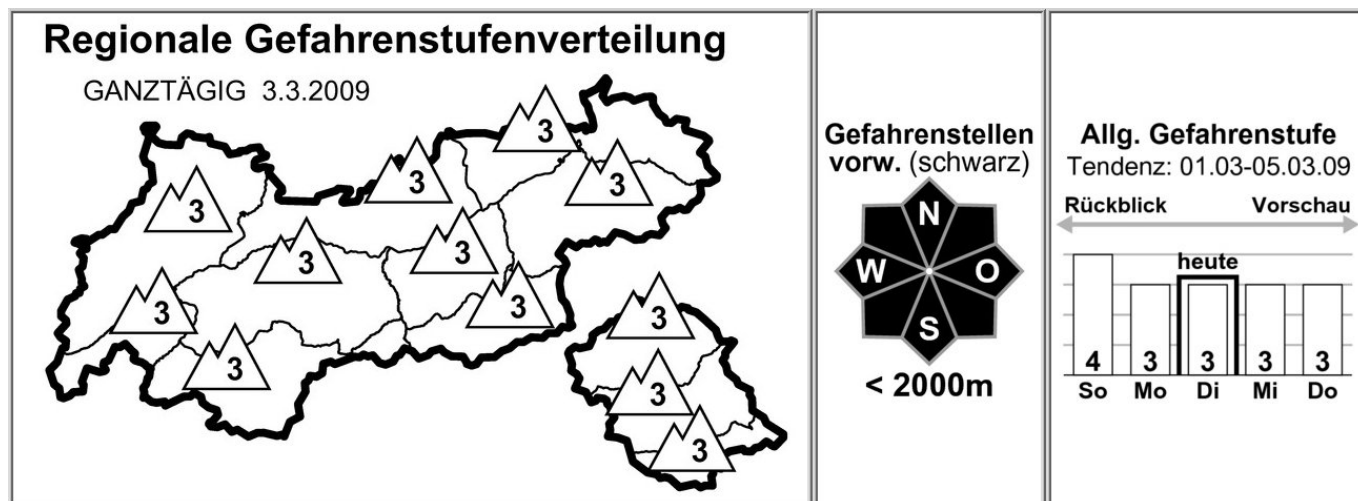 Regionale Gefahrenstufenverteilung
GANZTÄGIG 3.3.2009
3
3
3
3
3
3
3
3
3
3
3
3
3
Gefahrenstellen
vorw. (schwarz)
N
W O
S
< 2000m
Allg. Gefahrenstufe
Tendenz: 01.03-05.03.09
Rückblick Vorschau
heute
4 3 3 3 3
So Mo Di Mi Do